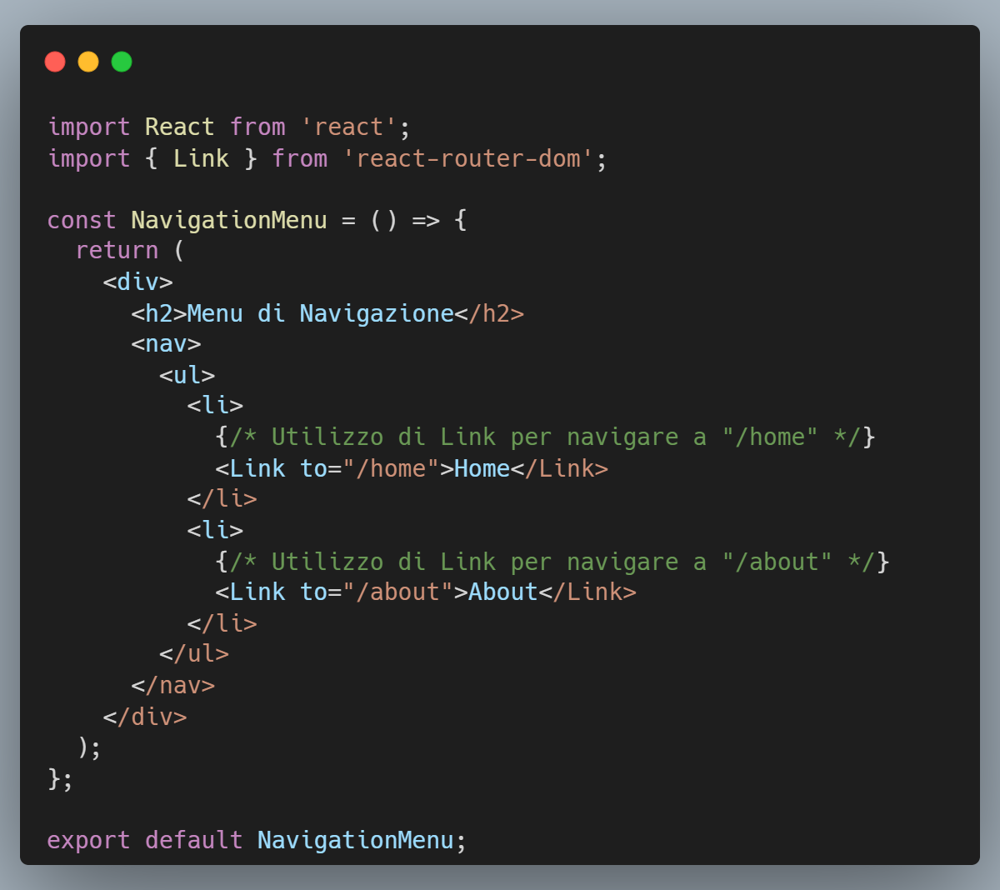 import React from 'react';
import { Link } from 'react-router-dom';

const NavigationMenu = () => {
  return (
    <div>
      <h2>Menu di Navigazione</h2>
      <nav>
        <ul>
          <li>
            {/* Utilizzo di Link per navigare a "/home" */}
            <Link to="/home">Home</Link>
          </li>
          <li>
            {/* Utilizzo di Link per navigare a "/about" */}
            <Link to="/about">About</Link>
          </li>
        </ul>
      </nav>
    </div>
  );
};

export default NavigationMenu;